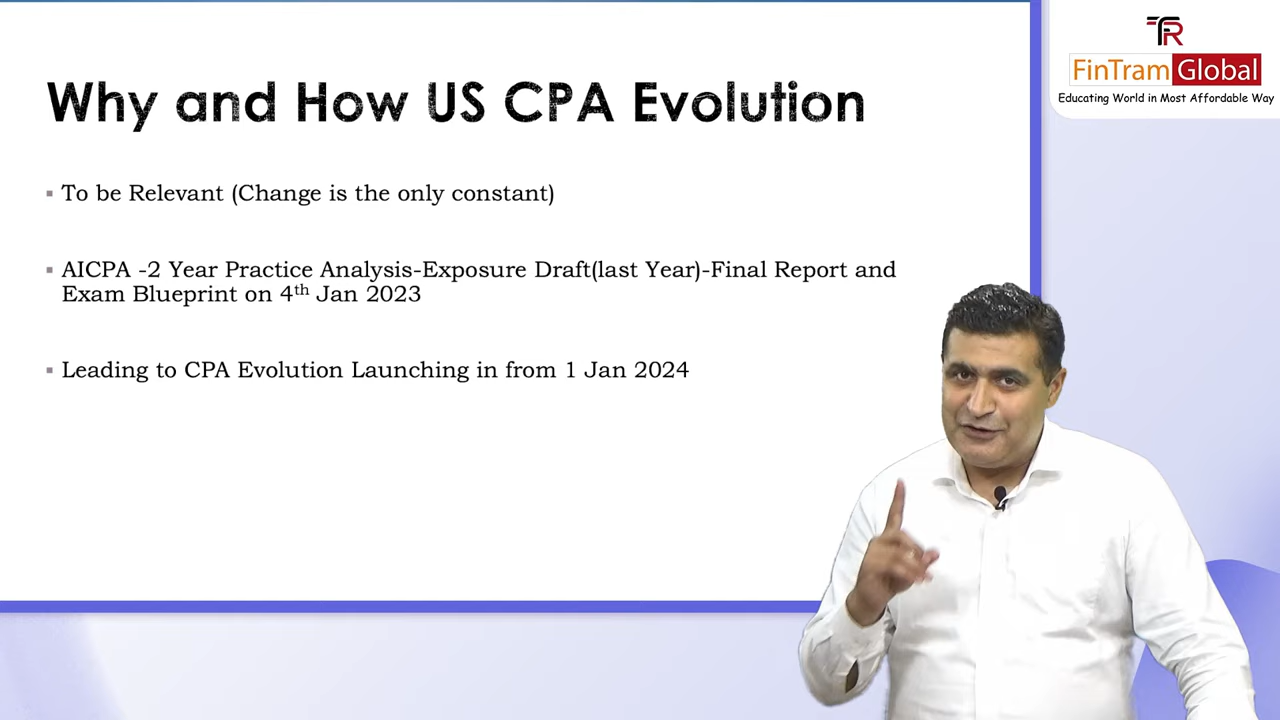 Why and How US CPA Evolution
To be Relevant (Change is the only constant)
AICPA -2 Year Practice Analysis-Exposure Draft(last Year)-Final Report and
Exam Blueprint on 4th Jan 2023
Leading to CPA Evolution Launching in from 1 Jan 2024
FinTram Global
Educating World in Most Affordable Way